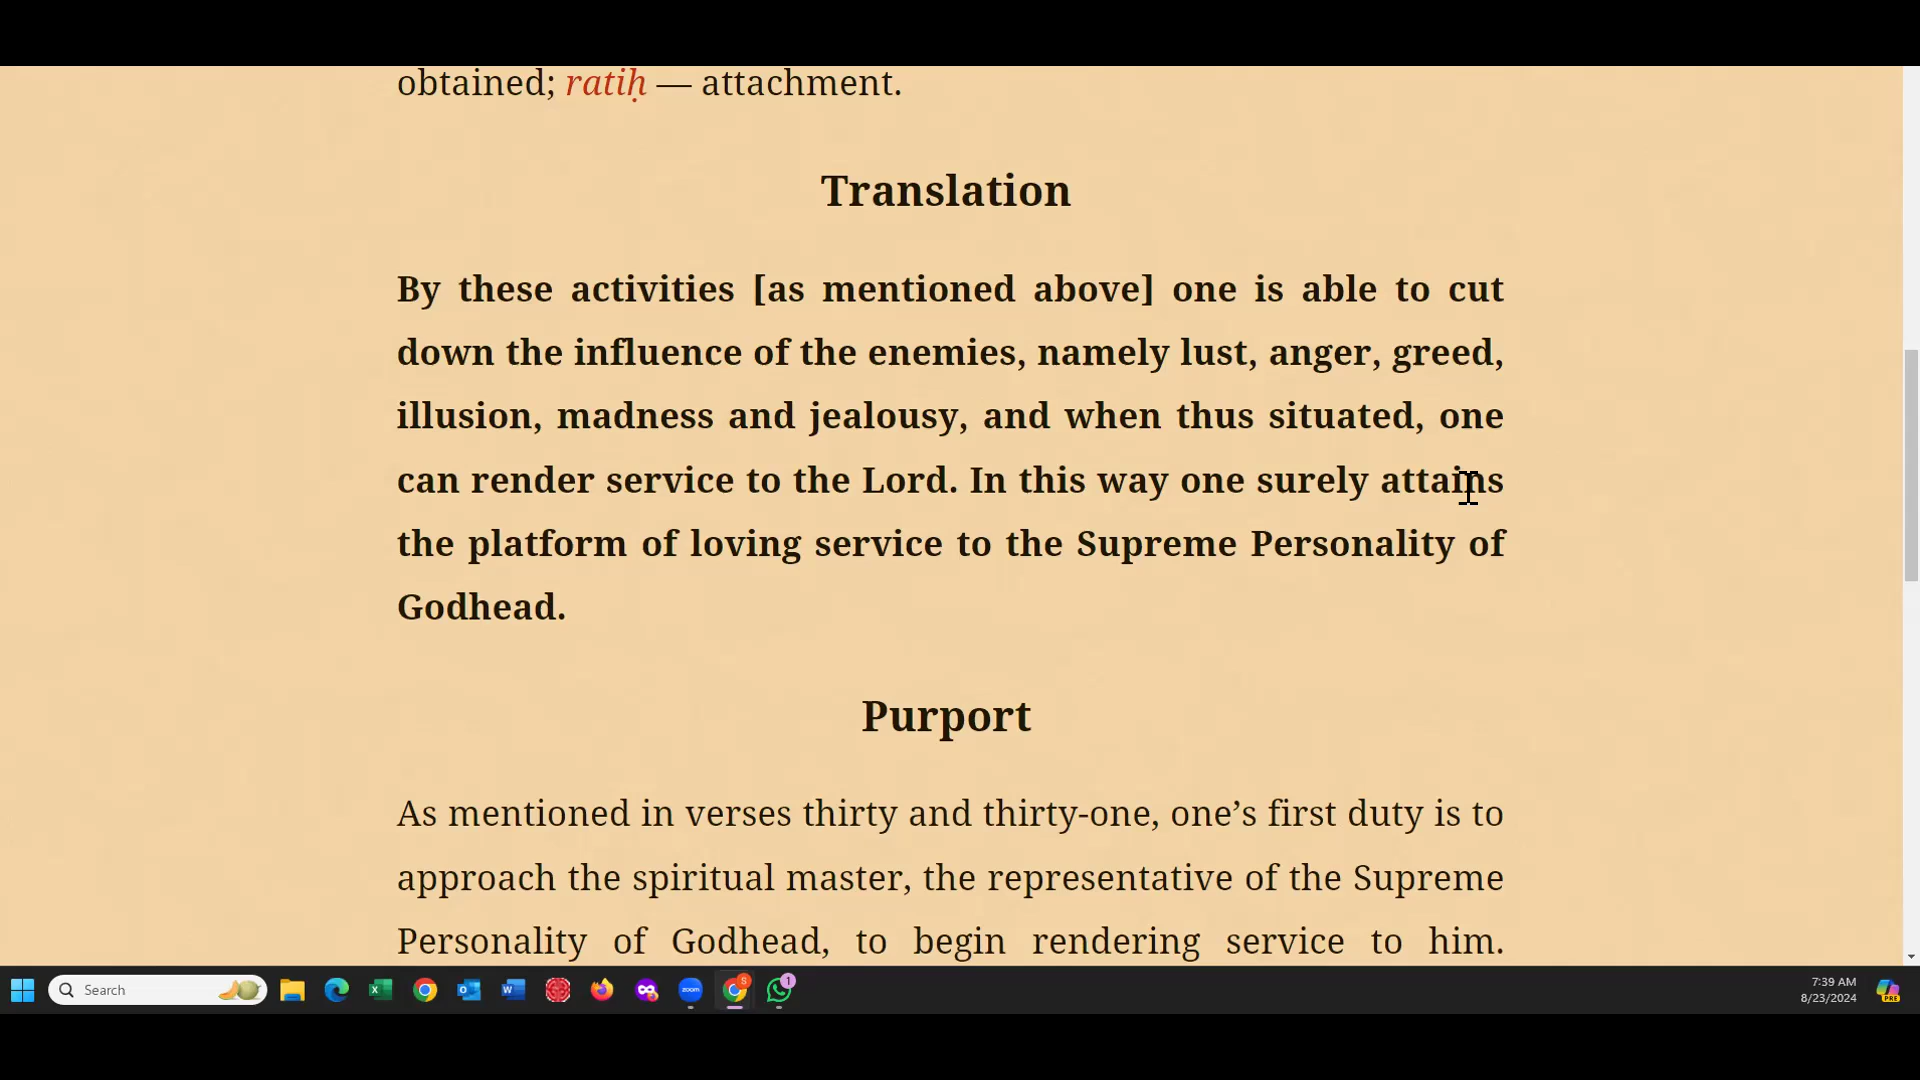 obtained; ratiḥ — attachment.
Translation
By these activities [as mentioned above] one is able to cut
down the influence of the enemies, namely lust, anger, greed,
illusion, madness and jealousy, and when thus situated, one
can render service to the Lord. In this way one surely attains
the platform of loving service to the Supreme Personality of
Godhead.
Purport
As mentioned in verses thirty and thirty-one, one’s first duty is to
approach the spiritual master, the representative of the Supreme
Personality of Godhead, to begin rendering service to him.
Search
zoom
S
1
7:39 AM
8/23/2024
PRE